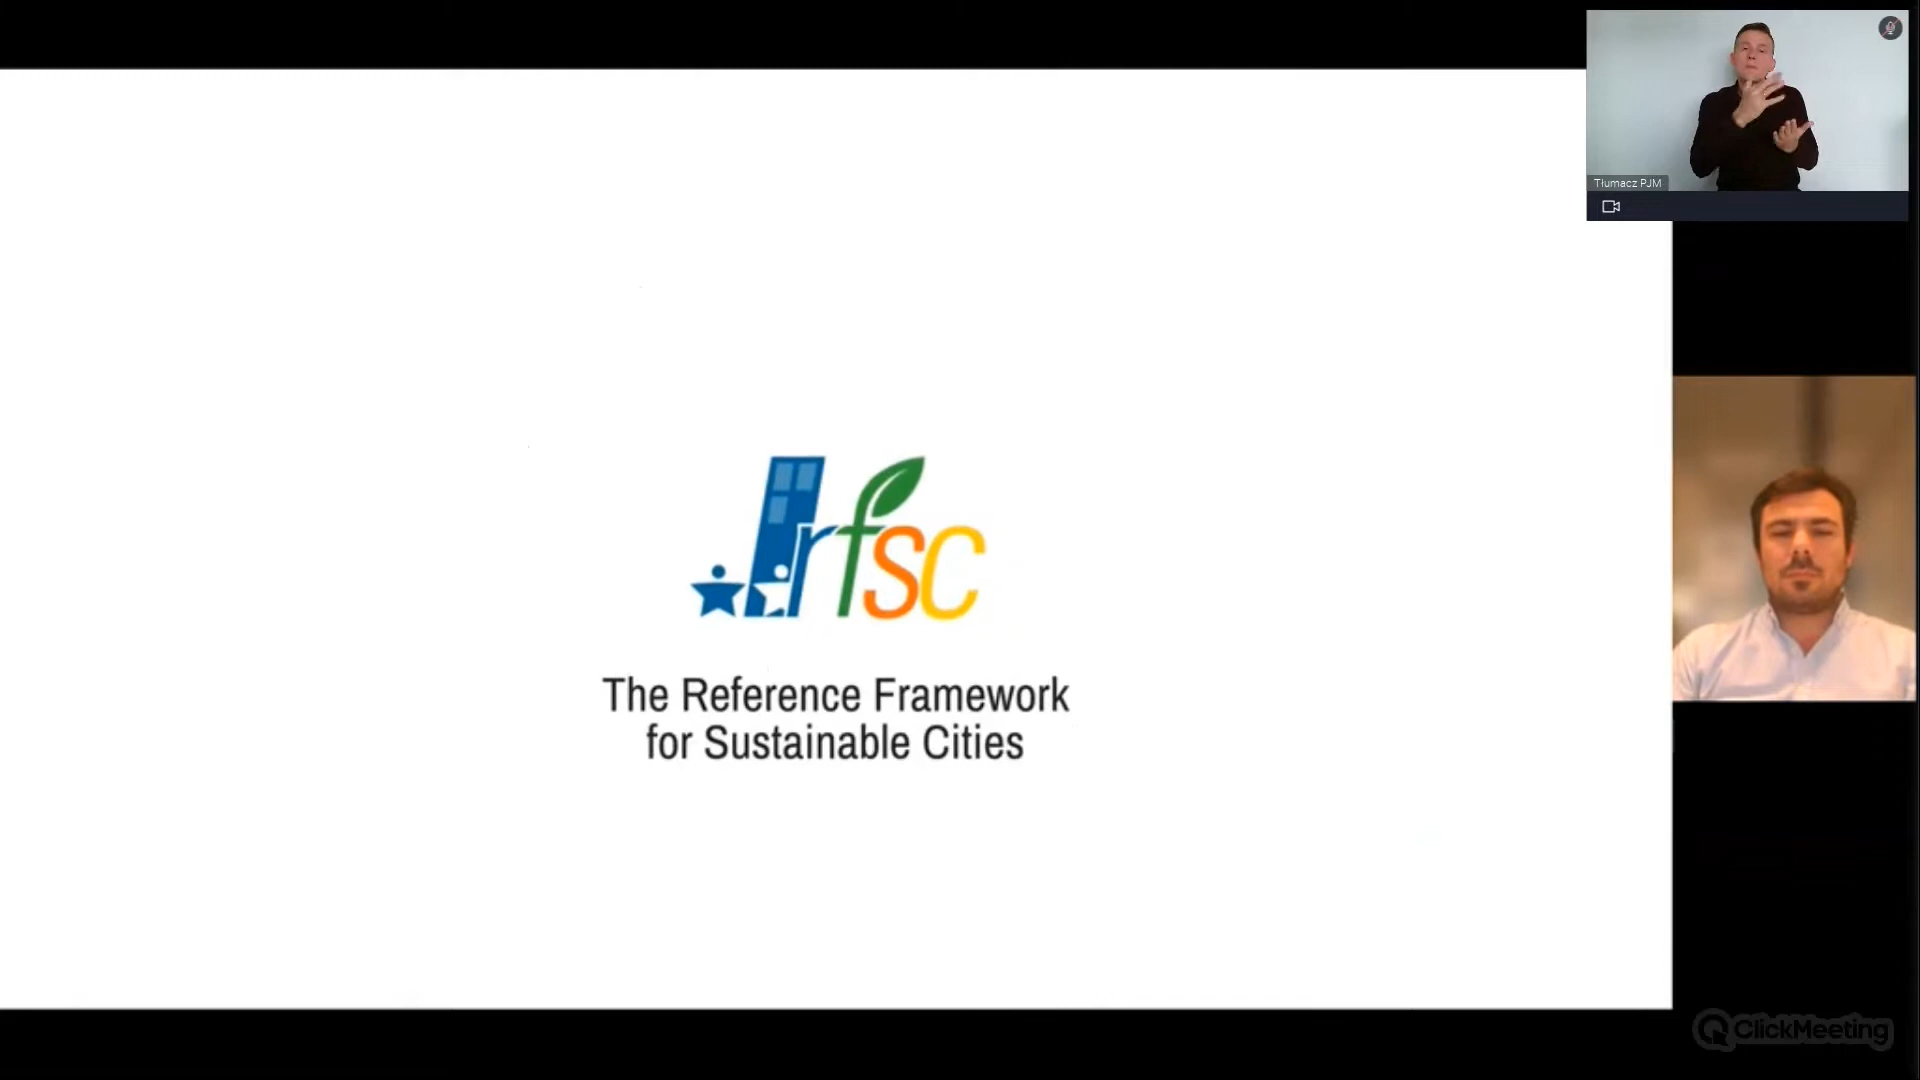 Tłumacz PJM
rfsc
The Reference Framework
for Sustainable Cities
ClickMeeting